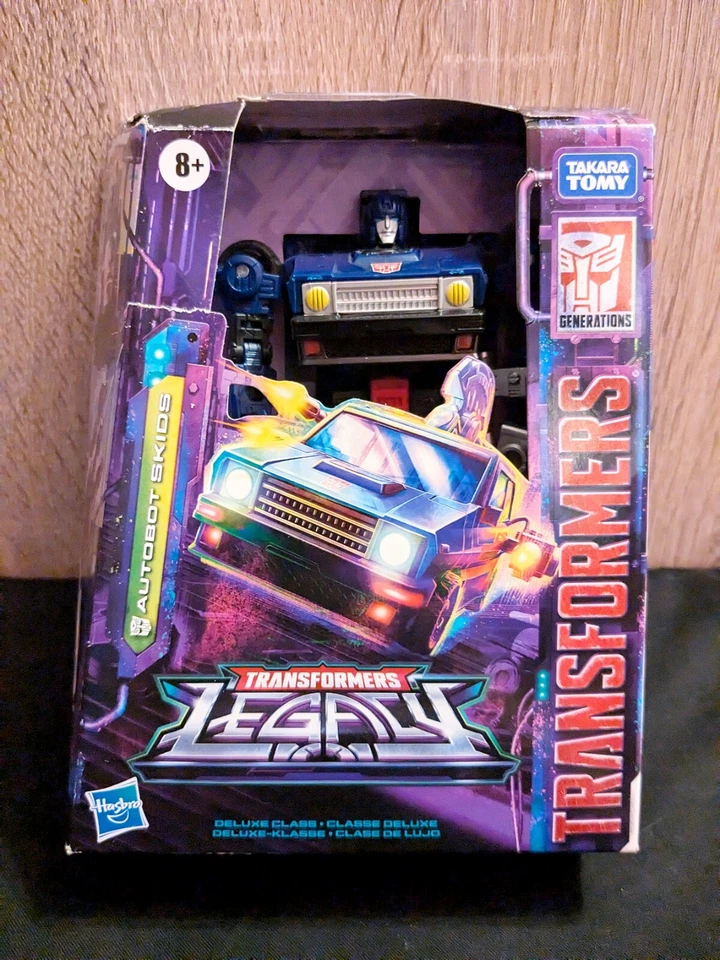 8+
TAKARA
TOMY
GENERATIONS
TRANSFORMERS
AUTOBOT SKIDS
TRANSFORMERS
LEGACY
Hasbro
DELUXE CLASS • CLASSE DELUXE
DELUXE-KLASSE • CLASE DE LUJO